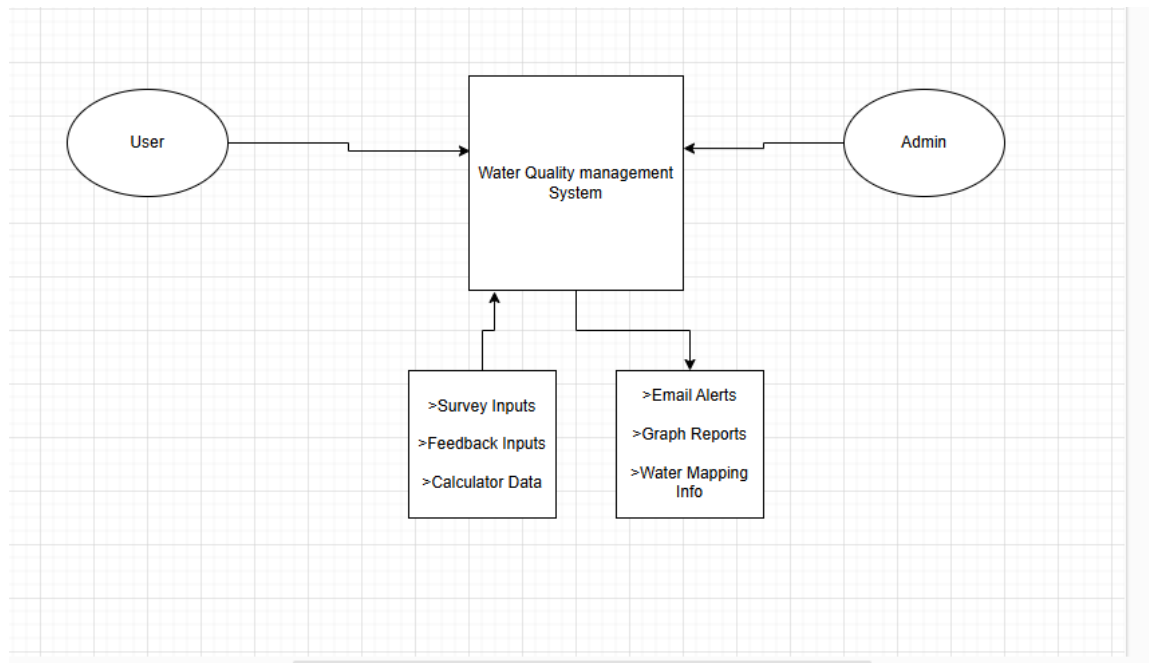 User
Water Quality management
System
Admin
>Survey Inputs
>Feedback Inputs
>Calculator Data
>Email Alerts
>Graph Reports
>Water Mapping
Info